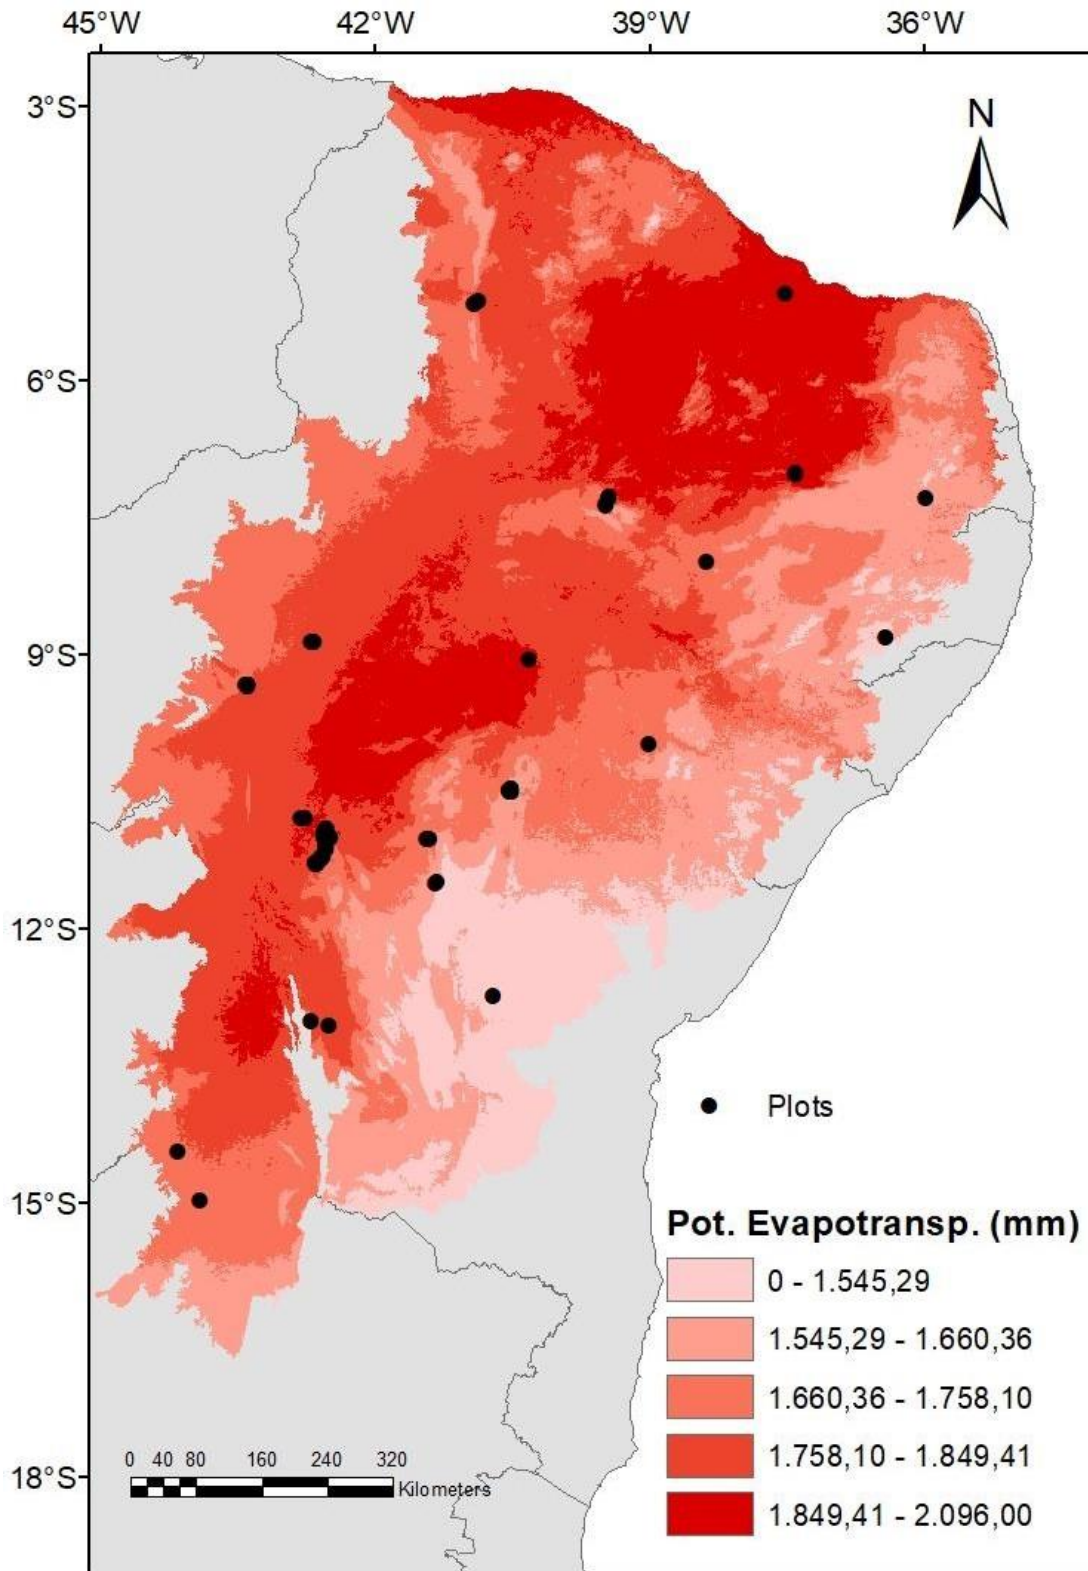 45°W 42°W 39°W 36°W
3°S
N
6°S
9°S
12°S
Plots
15°S
Pot. Evapotransp. (mm)
0 - 1.545,29
1.545,29 - 1.660,36
1.660,36 - 1.758,10
0 40 80 160 240 320
18°S
Kilometers
1.758,10 - 1.849,41
1.849,41 - 2.096,00